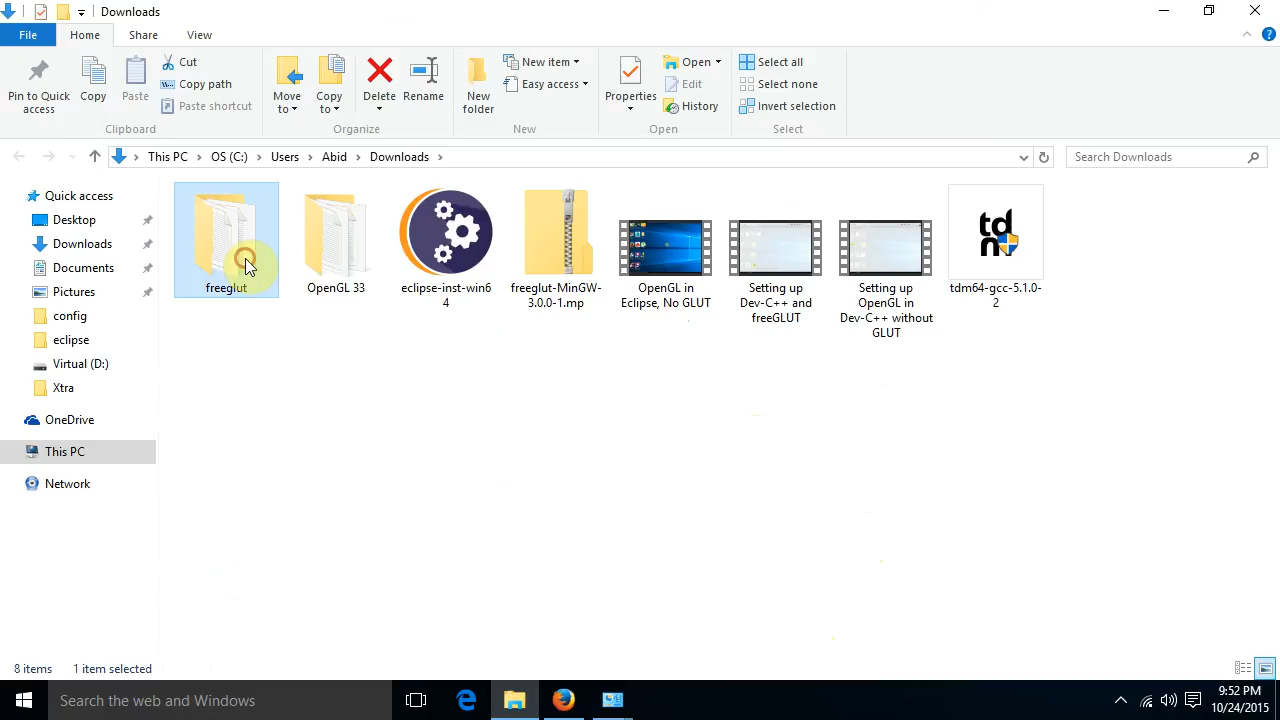 Downloads
File
Home
Share
View
Pin to Quick access
Copy
Paste
Cut
Copy path
Paste shortcut
Clipboard
Move to
Copy to
Delete
Rename
Organize
New folder
New item
Easy access
New
Properties
Open
Edit
History
Open
Select all
Select none
Invert selection
Select
This PC
OS (C:)
Users
Abid
Downloads
Search Downloads
Quick access
Desktop
Downloads
Documents
Pictures
config
eclipse
Virtual (D:)
Xtra
OneDrive
This PC
Network
freeglut
OpenGL 33
eclipse-inst-win6
4
freeglut-MinGW-
3.0.0-1.mp
OpenGL in
Eclipse, No GLUT
Setting up
Dev-C++ and
freeGLUT
Setting up
OpenGL in
Dev-C++ without
GLUT
tdn
tdm64-gcc-5.1.0-
2
8 items
1 item selected
Search the web and Windows
9:52 PM
10/24/2015